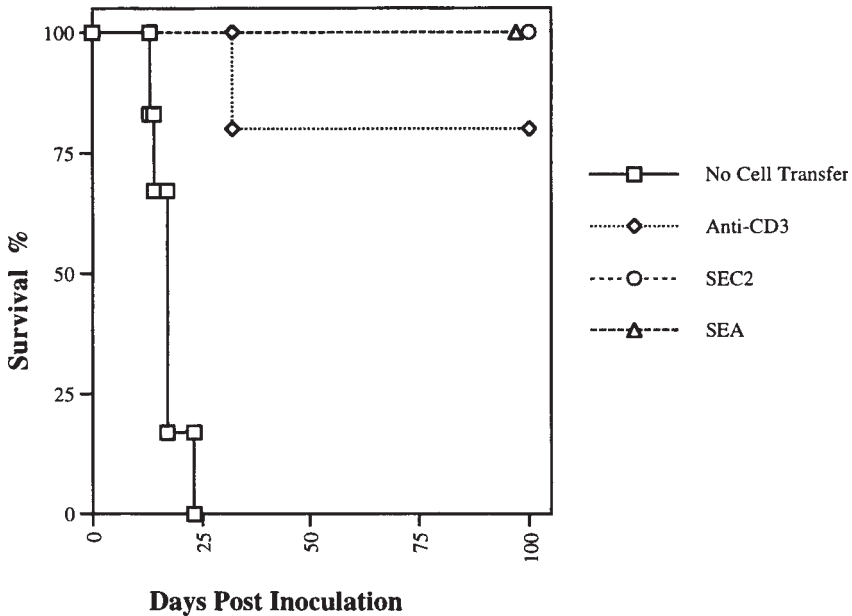 100
75
50
25
0
Survival %
0
25
50
75
100
Days Post Inoculation
No Cell Transfer
Anti-CD3
SEC2
SEA